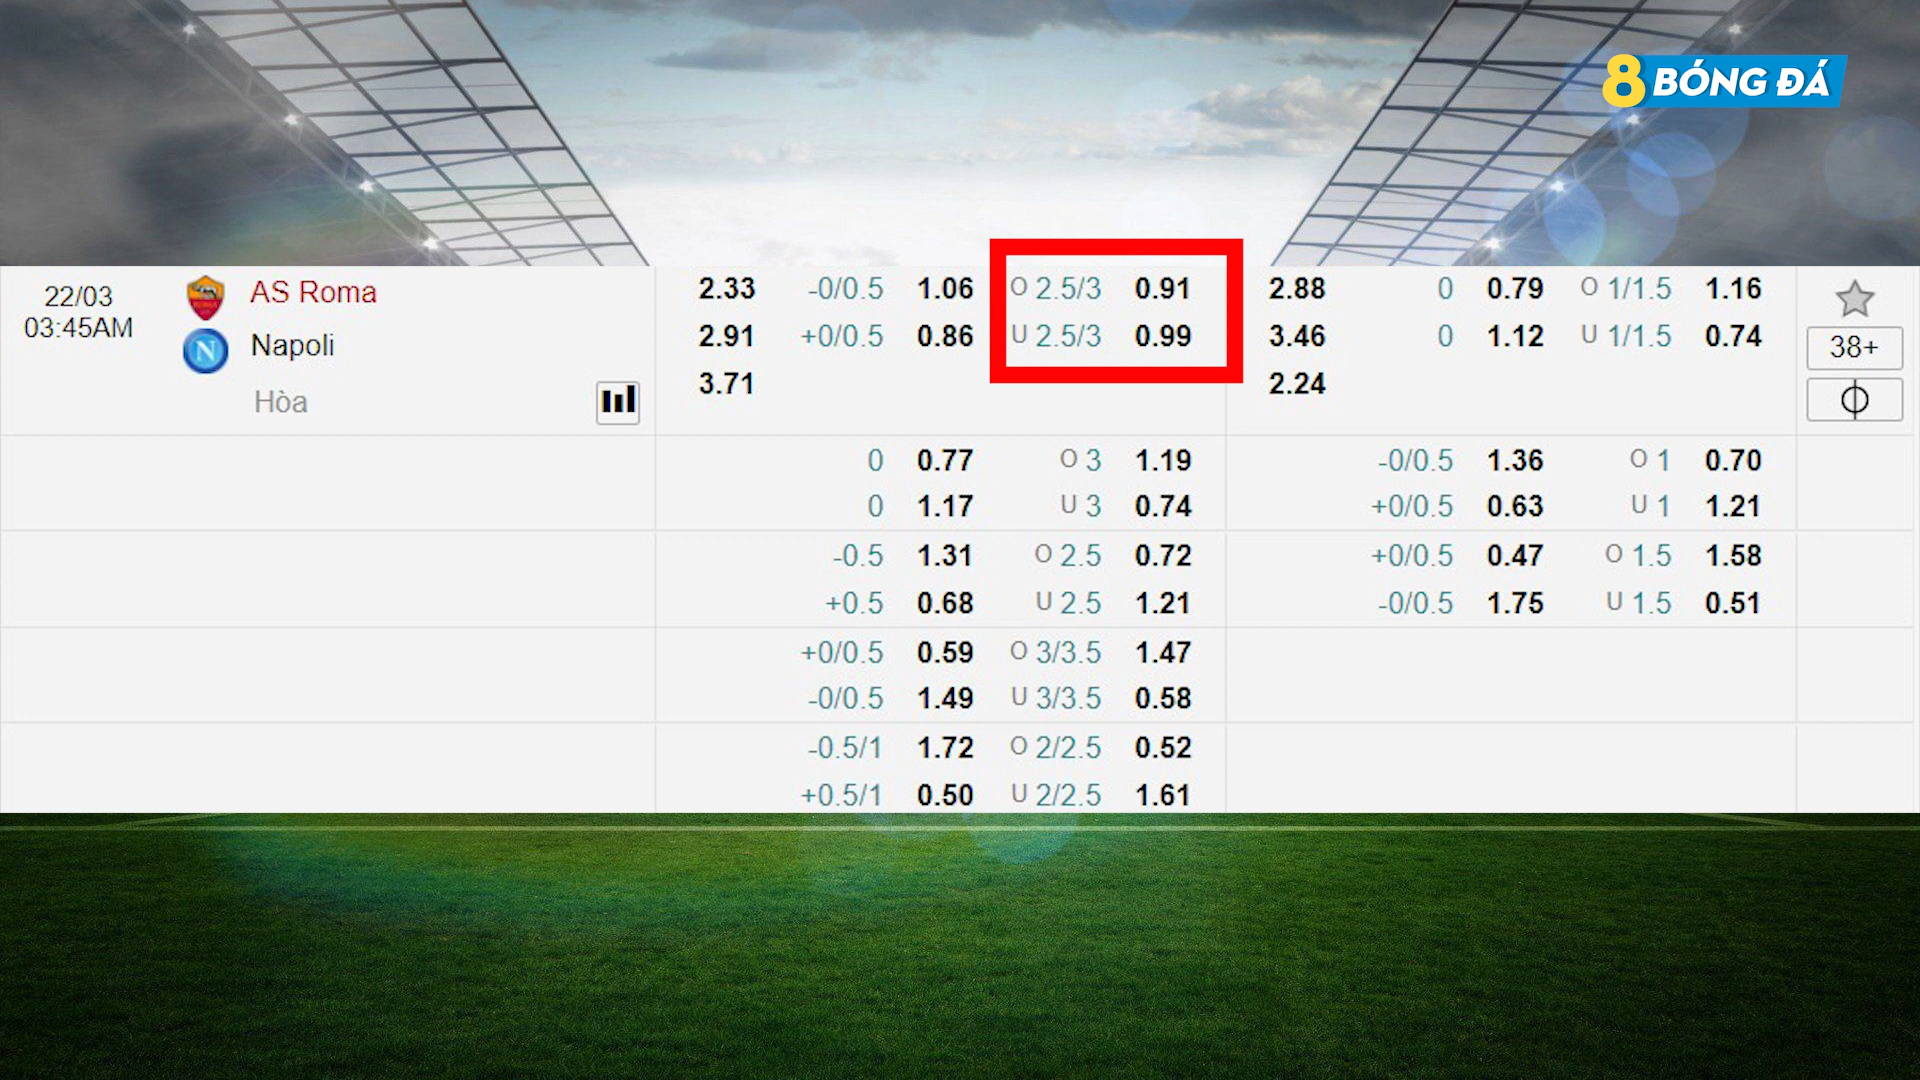 8 BÓNG ĐÁ
22/03
03:45AM
AS Roma
Napoli
Hòa
2.33 -0/0.5 1.06 O 2.5/3 0.91 2.88 0 0.79 O 1/1.5 1.16
2.91 +0/0.5 0.86 U 2.5/3 0.99 3.46 0 1.12 U 1/1.5 0.74
3.71 2.24
38+
0 0.77 O 3 1.19 -0/0.5 1.36 O 1 0.70
0 1.17 U 3 0.74 +0/0.5 0.63 U 1 1.21
-0.5 1.31 O 2.5 0.72 +0/0.5 0.47 O 1.5 1.58
+0.5 0.68 U 2.5 1.21 -0/0.5 1.75 U 1.5 0.51
+0/0.5 0.59 O 3/3.5 1.47
-0/0.5 1.49 U 3/3.5 0.58
-0.5/1 1.72 O 2/2.5 0.52
+0.5/1 0.50 U 2/2.5 1.61